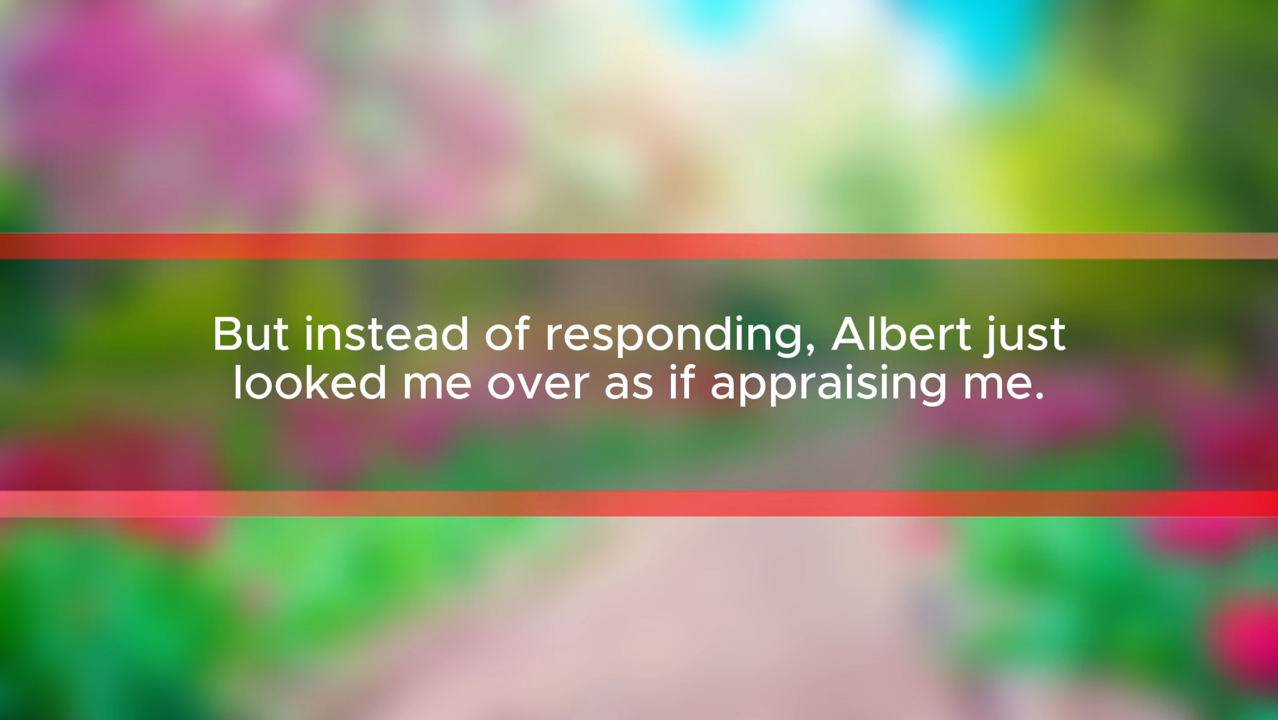 But instead of responding, Albert just
looked me over as if appraising me.